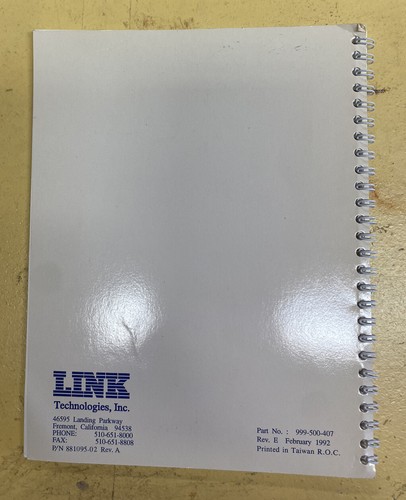 LINK
Technologies, Inc.
46595 Landing Parkway
Fremont, California 94538
PHONE: 510-651-8000
FAX: 510-651-8808
P/N 881095-02 Rev. A
Part No. : 999-500-407
Rev. E February 1992
Printed in Taiwan R.O.C.